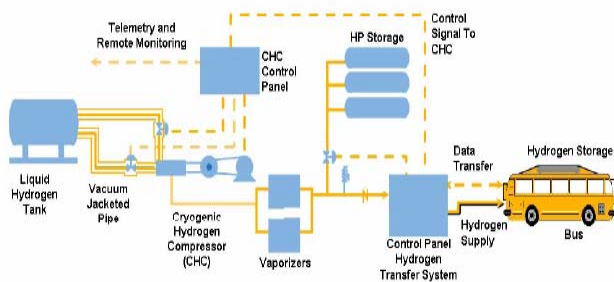 Telemetry and
Remote Monitoring
CHC
Control
Panel
HP Storage
Control
Signal To
CHC
Liquid
Hydrogen
Tank
Vacuum
Jacketed
Pipe
Cryogenic
Hydrogen
Compressor
(CHC)
Vaporizers
Control Panel
Hydrogen
Transfer System
Data
Transfer
Hydrogen Storage
Hydrogen
Supply
Bus